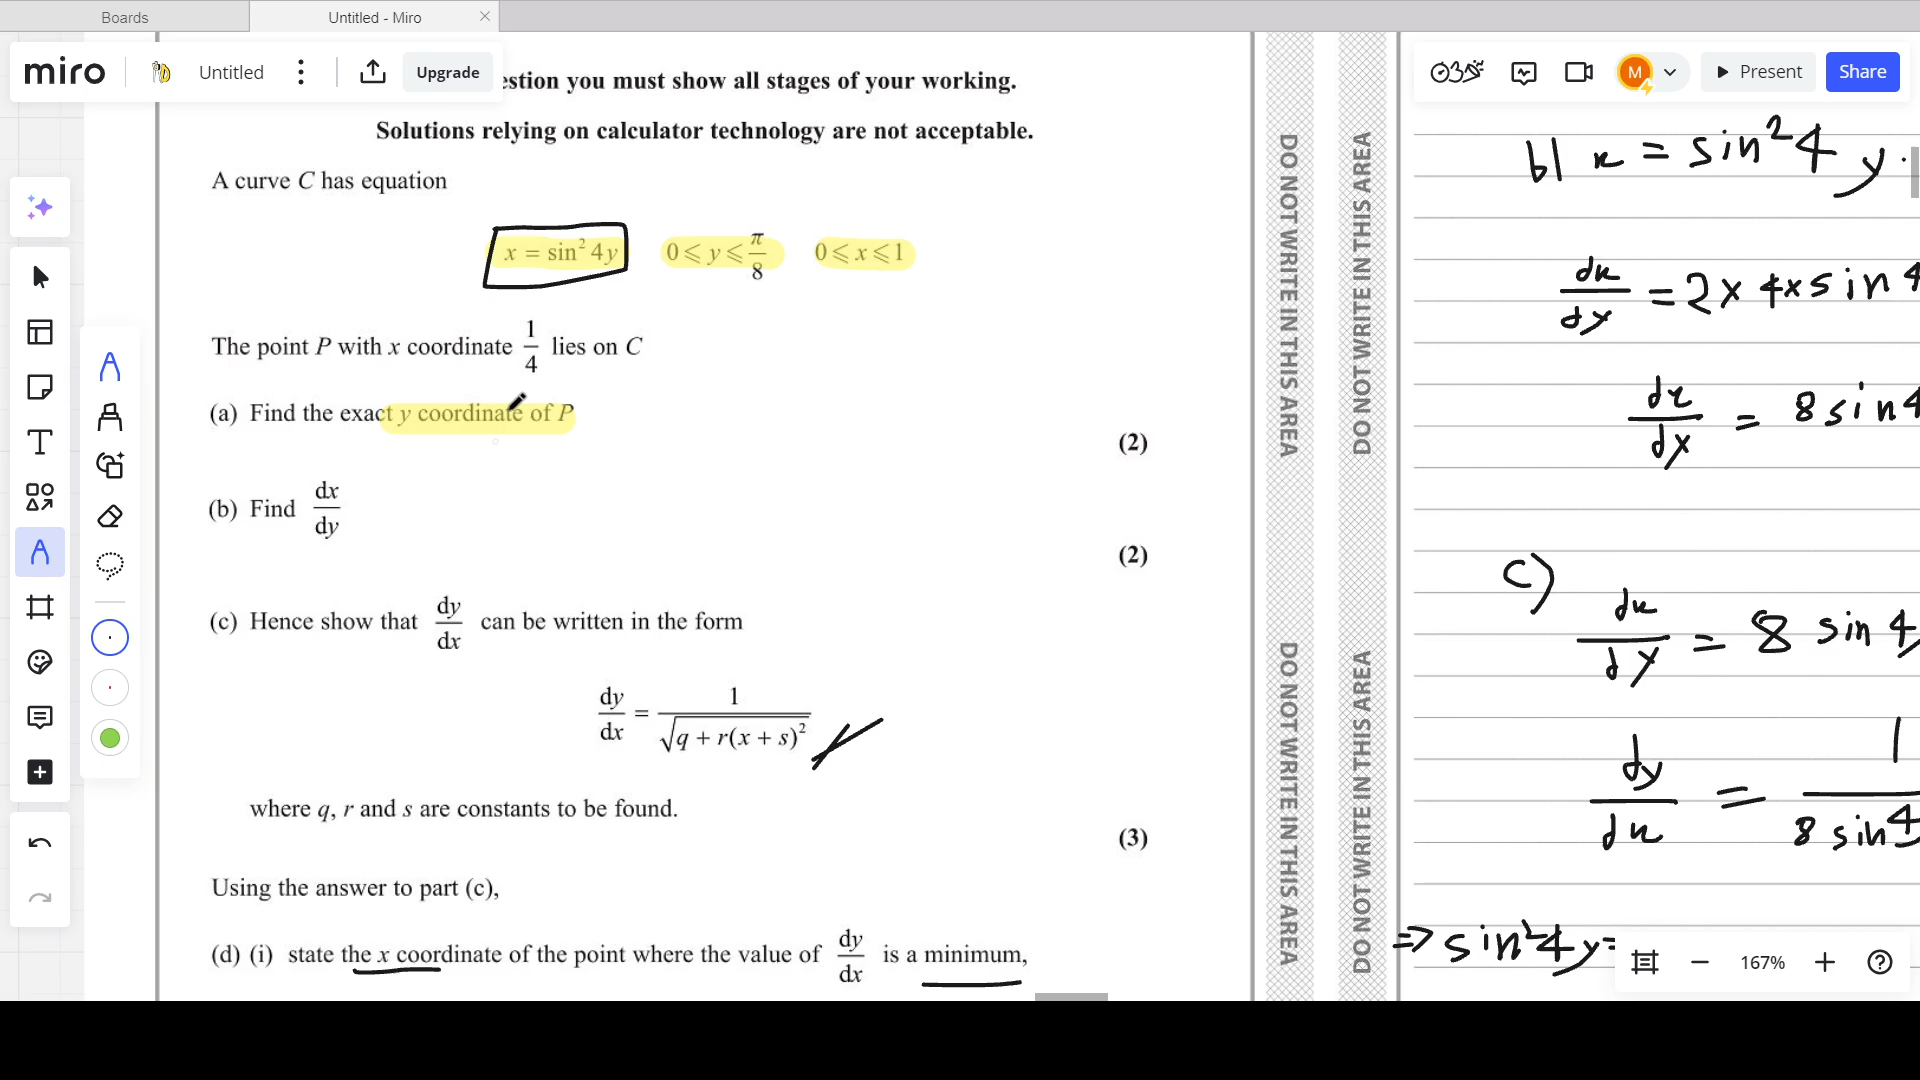 Boards
Untitled - Miro
miro
Untitled
Upgrade
Present
Share
M
estion you must show all stages of your working.
Solutions relying on calculator technology are not acceptable.
A curve C has equation
x = sin² 4y 0 ⩽ y ⩽ π/8 0 ⩽ x ⩽ 1
The point P with x coordinate 1/4 lies on C
(a) Find the exact y coordinate of P
(2)
(b) Find dx/dy
(2)
(c) Hence show that dy/dx can be written in the form
dy/dx = 1/√(q + r(x + s)²)
where q, r and s are constants to be found.
(3)
Using the answer to part (c),
(d) (i) state the x coordinate of the point where the value of dy/dx is a minimum,
DO NOT WRITE IN THIS AREA
DO NOT WRITE IN THIS AREA
DO NOT WRITE IN THIS AREA
DO NOT WRITE IN THIS AREA
b) x = sin² 4y
dx/dy = 2 × 4 × sin 4
dx/dx = 8 sin 4
c) dx/dy = 8 sin 4y
dy/dx = 1/8 sin 4y
⇒ sin² 4y =
167%